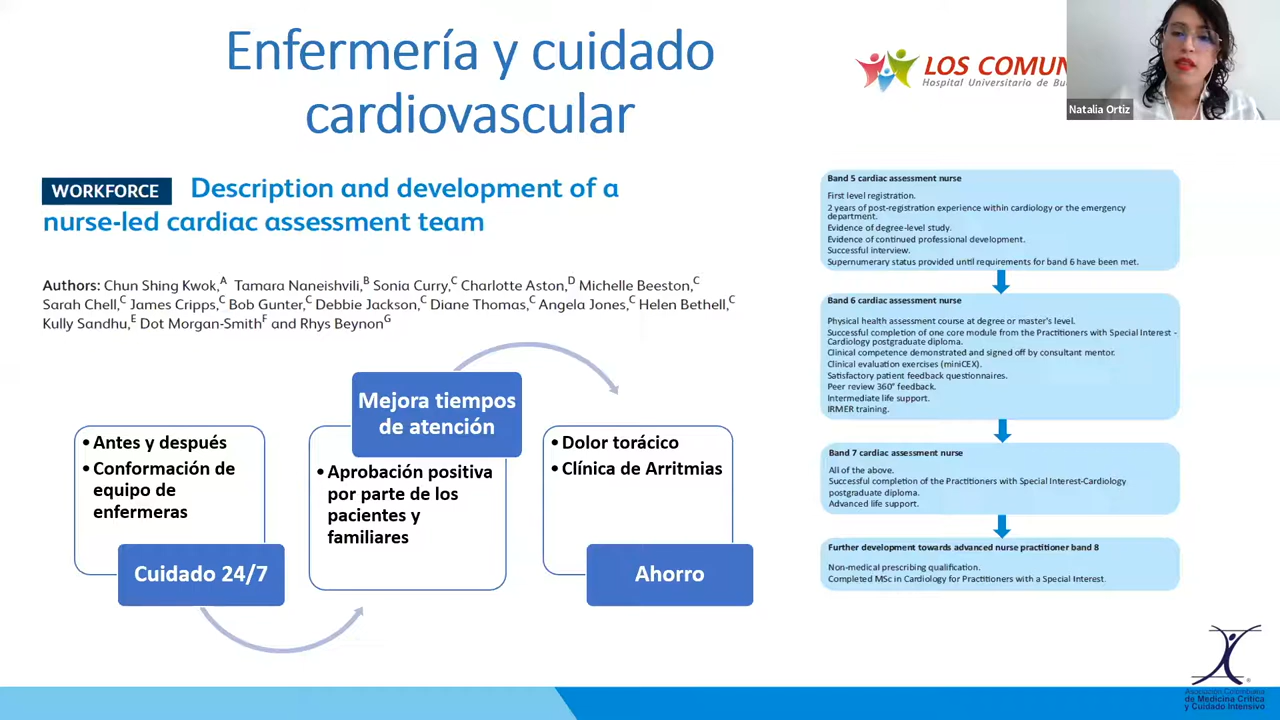 Enfermería y cuidado
cardiovascular
LOS COMUN
Hospital Universitario de Bu
Natalia Ortiz
WORKFORCE Description and development of a
nurse-led cardiac assessment team
Authors: Chun Shing Kwok,A Tamara Naneishvili,B Sonia Curry,C Charlotte Aston,D Michelle Beeston,C
Sarah Chell,C James Cripps,C Bob Gunter,C Debbie Jackson,C Diane Thomas,C Angela Jones,C Helen Bethell,C
Kully Sandhu,E Dot Morgan-SmithF and Rhys BeynonG
• Antes y después
• Conformación de
equipo de
enfermeras
Cuidado 24/7
Mejora tiempos
de atención
• Aprobación positiva
por parte de los
pacientes y
familiares
• Dolor torácico
• Clínica de Arritmias
Ahorro
Band 5 cardiac assessment nurse
First level registration.
2 years of post-registration experience within cardiology or the emergency
department.
Evidence of degree-level study.
Evidence of continued professional development.
Successful interview.
Supernumerary status provided until requirements for band 6 have been met.
Band 6 cardiac assessment nurse
Physical health assessment course at degree or master's level.
Successful completion of one core module from the Practitioners with Special Interest -
Cardiology postgraduate diploma.
Clinical competence demonstrated and signed off by consultant mentor.
Clinical evaluation exercises (miniCEX).
Satisfactory patient feedback questionnaires.
Peer review 360° feedback.
Intermediate life support.
IRMER training.
Band 7 cardiac assessment nurse
All of the above.
Successful completion of the Practitioners with Special Interest-Cardiology
postgraduate diploma.
Advanced life support.
Further development towards advanced nurse practitioner band 8
Non-medical prescribing qualification.
Completed MSc in Cardiology for Practitioners with a Special Interest.
Asociación Colombiana
de Medicina Crítica
y Cuidado Intensivo